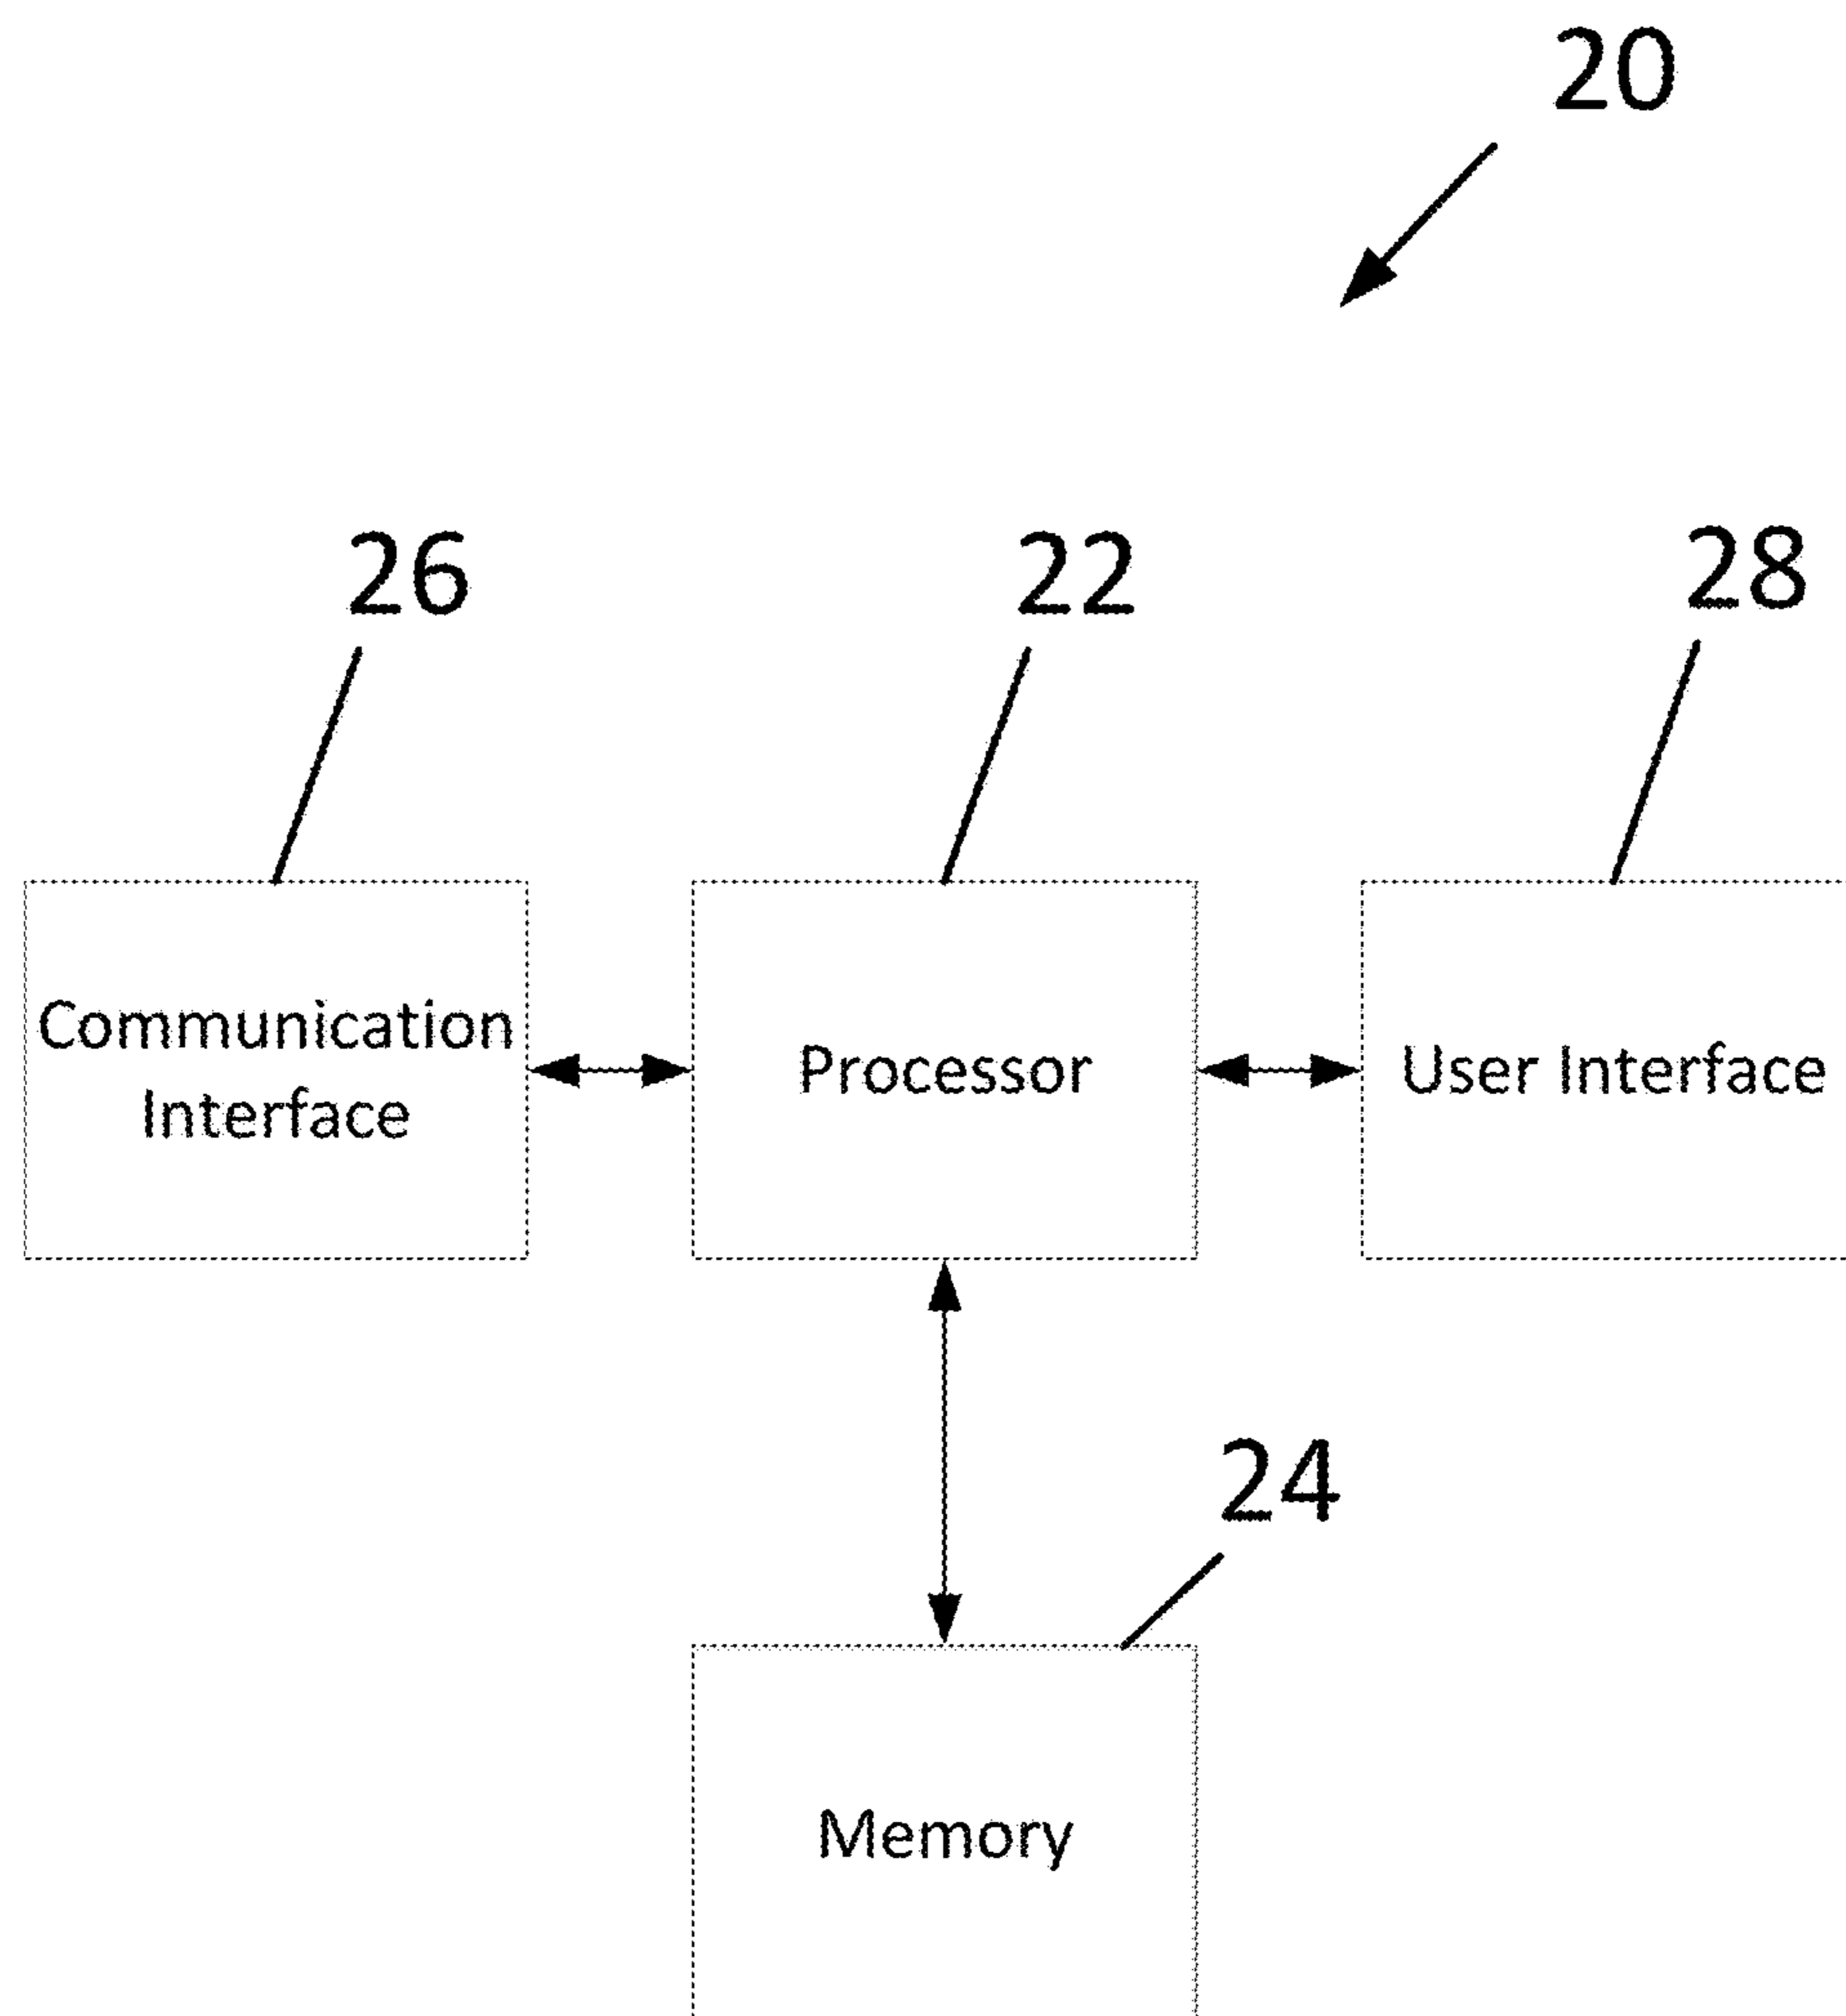 20
26
22
28
Communication
Interface
Processor
User Interface
24
Memory